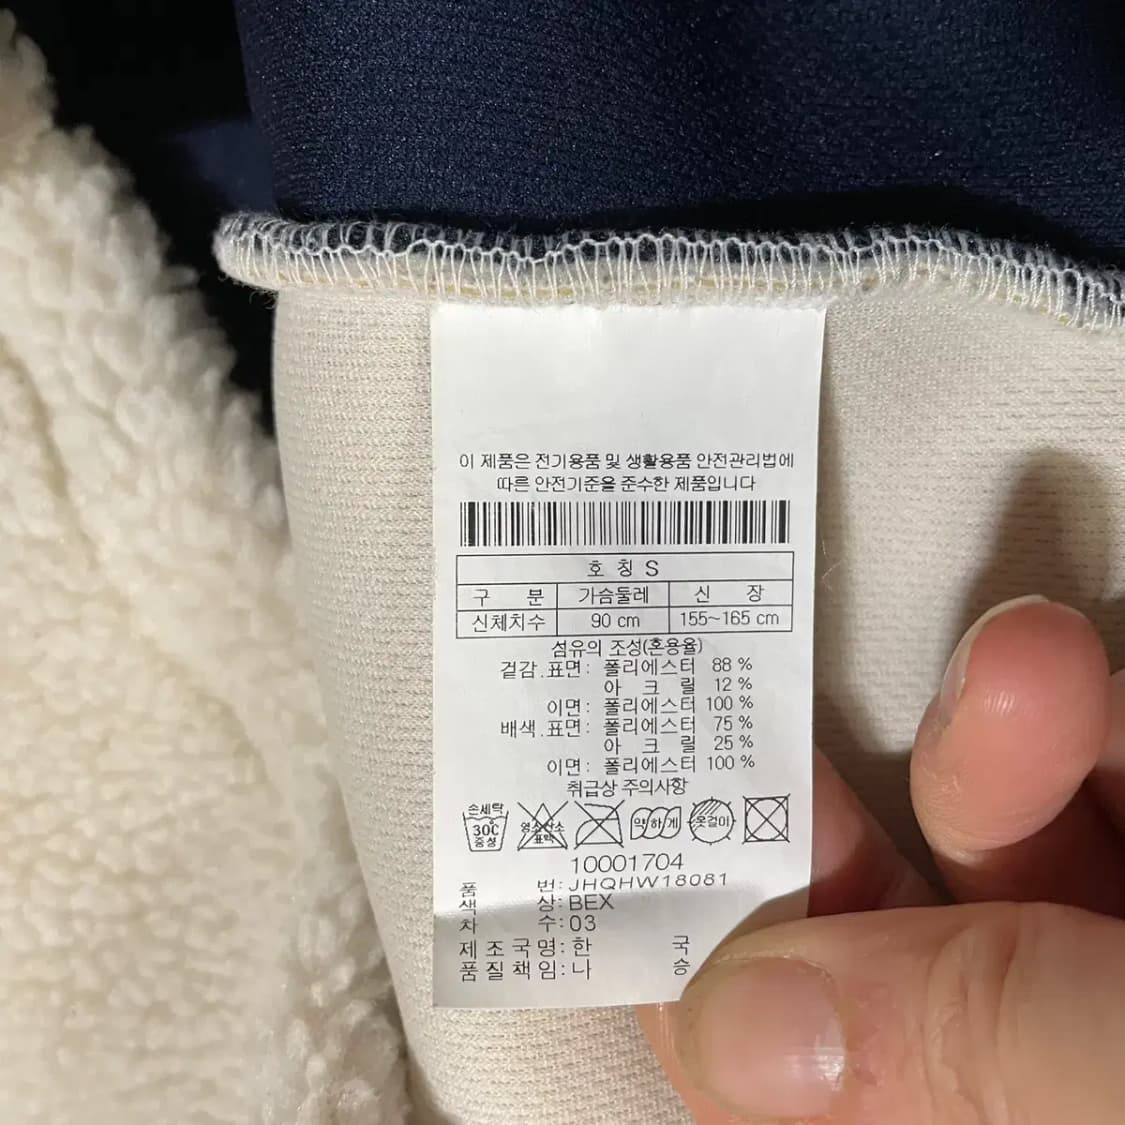 이 제품은 전기용품 및 생활용품 안전관리법에
따른 안전기준을 준수한 제품입니다
호 칭 S
구 분 가슴둘레 신 장
신체치수 90 cm 155~165 cm
섬유의 조성(혼용율)
겉감.표면: 폴리에스터 88 %
아 크 릴 12 %
이면: 폴리에스터 100 %
배색.표면: 폴리에스터 75 %
아 크 릴 25 %
이면: 폴리에스터 100 %
취급상 주의사항
손세탁
30℃
중성
염소산소
표백
약하게
옷걸이
10001704
품 번: JHQHW18081
색 상: BEX
차 수: 03
제조국명: 한 국
품질책임: 나 승